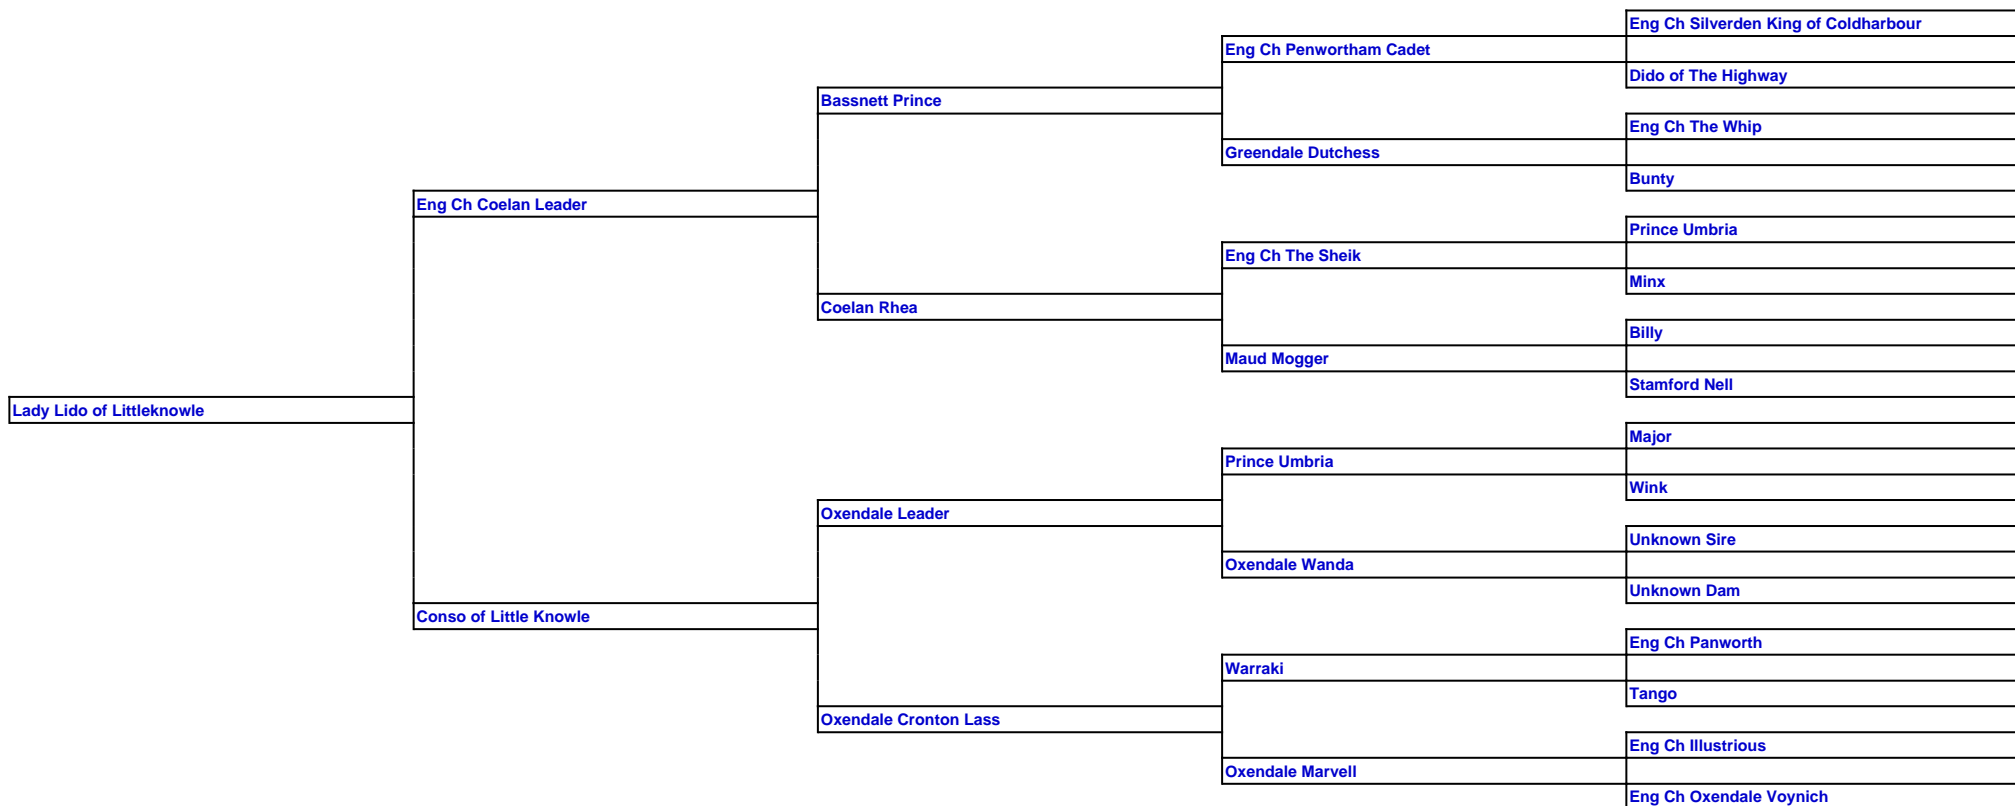 Eng Ch Silverden King of Coldharbour
Eng Ch Penwortham Cadet
Dido of The Highway
Bassnett Prince
Eng Ch The Whip
Greendale Dutchess
Bunty
Eng Ch Coelan Leader
Prince Umbria
Eng Ch The Sheik
Minx
Coelan Rhea
Billy
Maud Mogger
Stamford Nell
Lady Lido of Littleknowle
Major
Prince Umbria
Wink
Oxendale Leader
Unknown Sire
Oxendale Wanda
Unknown Dam
Conso of Little Knowle
Eng Ch Panworth
Warraki
Tango
Oxendale Cronton Lass
Eng Ch Illustrious
Oxendale Marvell
Eng Ch Oxendale Voynich